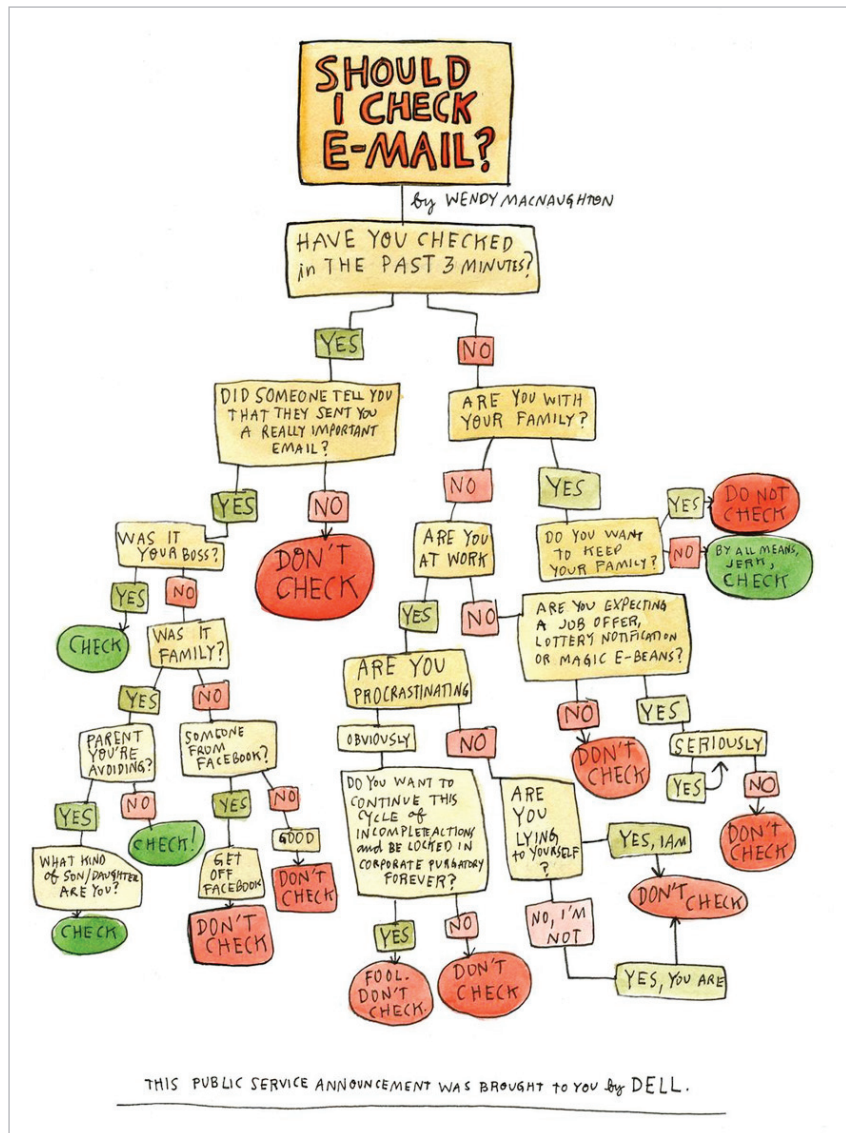 SHOULD
I CHECK
E-MAIL?
by WENDY MACNAUGHTON
HAVE YOU CHECKED
in THE PAST 3 MINUTES?
YES
NO
DID SOMEONE TELL YOU
THAT THEY SENT YOU
A REALLY IMPORTANT
EMAIL?
ARE YOU WITH
YOUR FAMILY?
YES
NO
NO
YES
YES
DO NOT
CHECK
WAS IT
YOUR BOSS?
DON'T
CHECK
ARE YOU
AT WORK
DO YOU WANT
TO KEEP
YOUR FAMILY?
NO
BY ALL MEANS,
JERK,
CHECK
YES
NO
YES
NO
ARE YOU EXPECTING
A JOB OFFER,
LOTTERY NOTIFICATION
OR MAGIC E-BEANS?
CHECK
WAS IT
FAMILY?
ARE YOU
PROCRASTINATING
YES
NO
NO
YES
OBVIOUSLY
NO
DON'T
CHECK
SERIOUSLY
YES
NO
PARENT
YOU'RE
AVOIDING?
SOMEONE
FROM
FACEBOOK?
DO YOU WANT TO
CONTINUE THIS
CYCLE of
INCOMPLETE ACTIONS
and BE LOCKED IN
CORPORATE PURGATORY
FOREVER?
ARE
YOU
LYING
to YOURSELF
?
DON'T
CHECK
YES
NO
YES
NO
CHECK!
GOOD
YES, I AM
WHAT KIND
of SON/DAUGHTER
ARE YOU?
GET
OFF
FACEBOOK
DON'T
CHECK
DON'T
CHECK
CHECK
DON'T
CHECK
YES
NO
NO, I'M
NOT
FOOL.
DON'T
CHECK.
DON'T
CHECK
YES, YOU ARE
THIS PUBLIC SERVICE ANNOUNCEMENT WAS BROUGHT TO YOU by DELL.